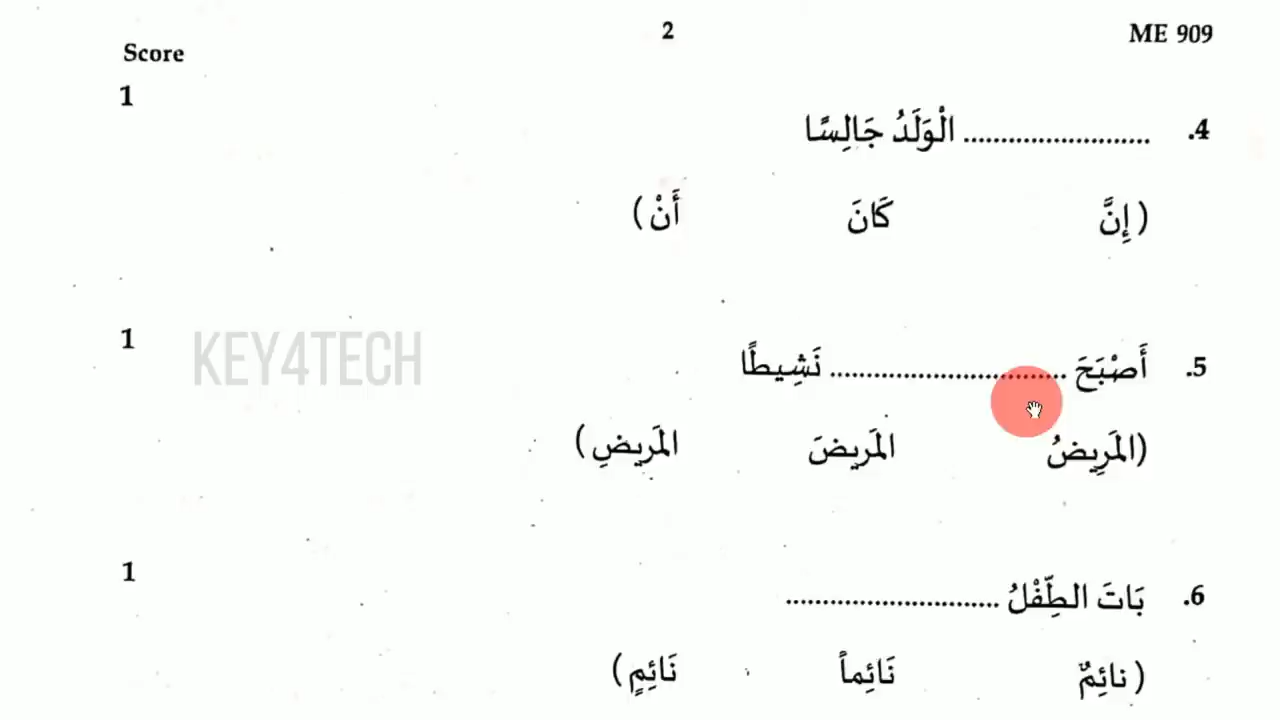 Score 2 ME 909
1
4. ......................... الْوَلَدُ جَالِسًا
( إِنَّ كَانَ أَنْ )
1
5. أَصْبَحَ ................................ نَشِيطًا
(المَرِيضُ المَرِيضَ المَرِيضِ )
KEY4TECH
1
6. بَاتَ الطِّفْلُ .............................
( نائِمٌ نَائِماً نَائِمٍ )